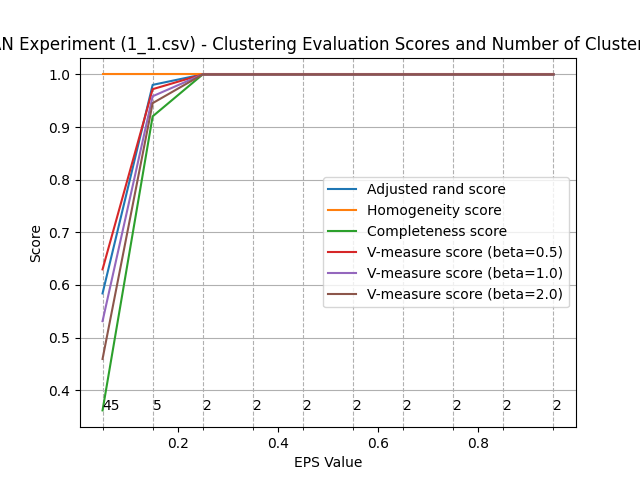 N Experiment (1_1.csv) - Clustering Evaluation Scores and Number of Cluster
1.0
0.9
0.8
0.7
0.6
0.5
0.4
Score
Adjusted rand score
Homogeneity score
Completeness score
V-measure score (beta=0.5)
V-measure score (beta=1.0)
V-measure score (beta=2.0)
45 5 2 2 2 2 2 2 2 2
0.2 0.4 0.6 0.8
EPS Value